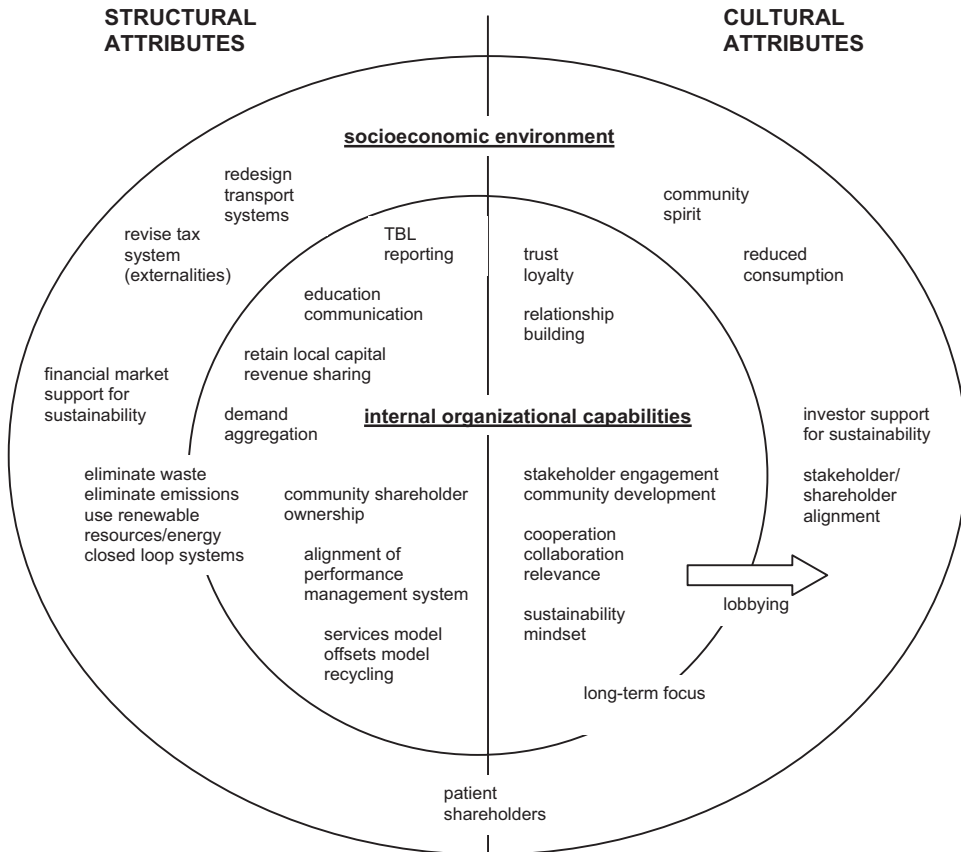 STRUCTURAL
ATTRIBUTES
CULTURAL
ATTRIBUTES
socioeconomic environment
redesign
transport
systems
community
spirit
revise tax
system
(externalities)
TBL
reporting
trust
loyalty
reduced
consumption
education
communication
relationship
building
retain local capital
revenue sharing
financial market
support for
sustainability
demand
aggregation
internal organizational capabilities
investor support
for sustainability
eliminate waste
eliminate emissions
use renewable
resources/energy
closed loop systems
community shareholder
ownership
stakeholder engagement
community development
stakeholder/
shareholder
alignment
alignment of
performance
management system
cooperation
collaboration
relevance
lobbying
services model
offsets model
recycling
sustainability
mindset
long-term focus
patient
shareholders